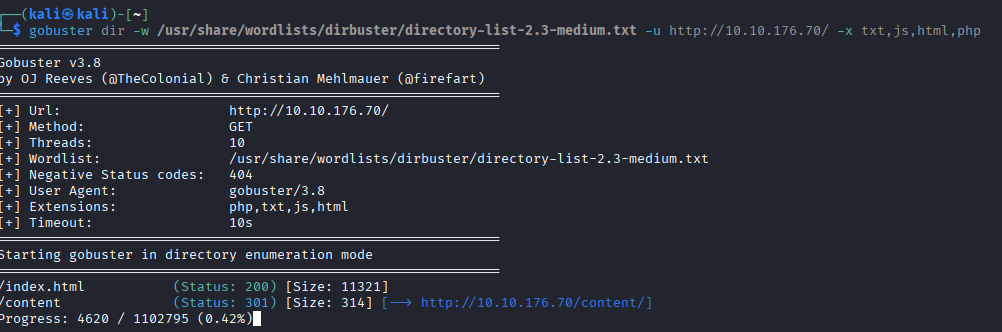 (kali㉿kali)-[~]
$ gobuster dir -w /usr/share/wordlists/dirbuster/directory-list-2.3-medium.txt -u http://10.10.176.70/ -x txt,js,html,php
Gobuster v3.8
by OJ Reeves (@TheColonial) & Christian Mehlmauer (@firefart)
[+] Url: http://10.10.176.70/
[+] Method: GET
[+] Threads: 10
[+] Wordlist: /usr/share/wordlists/dirbuster/directory-list-2.3-medium.txt
[+] Negative Status codes: 404
[+] User Agent: gobuster/3.8
[+] Extensions: php,txt,js,html
[+] Timeout: 10s
Starting gobuster in directory enumeration mode
/index.html (Status: 200) [Size: 11321]
/content (Status: 301) [Size: 314] [--> http://10.10.176.70/content/]
Progress: 4620 / 1102795 (0.42%)